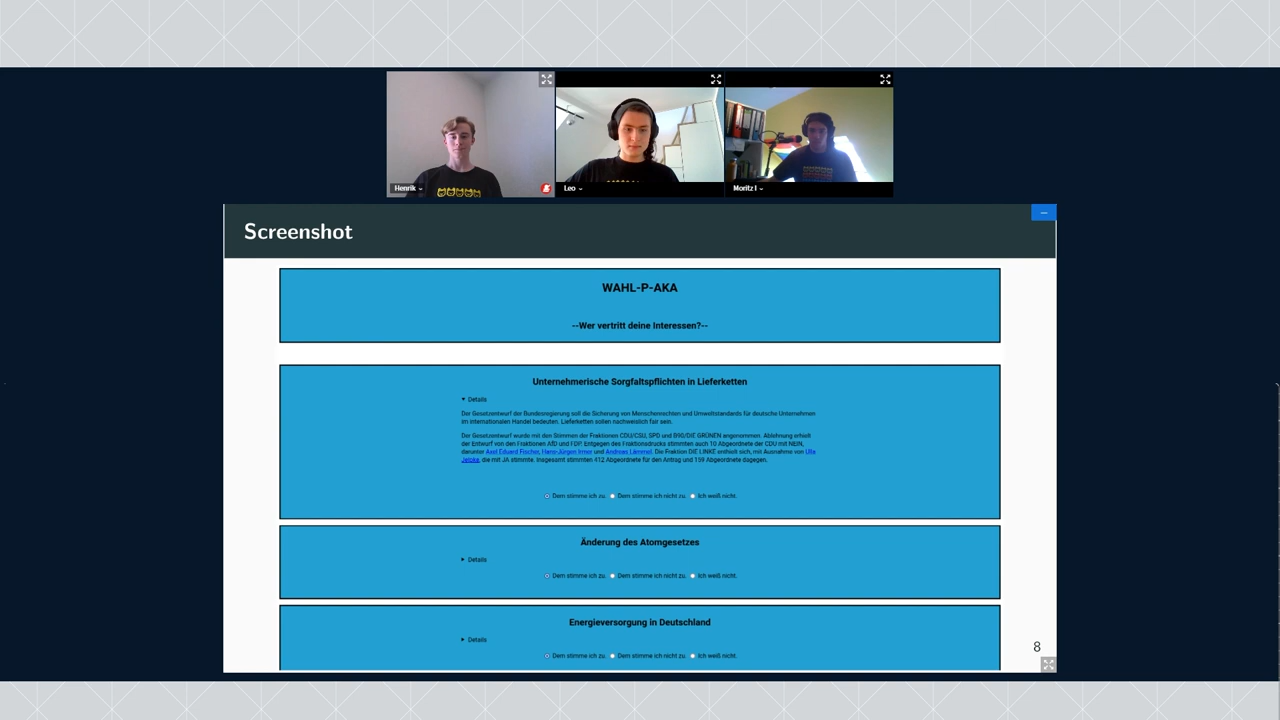 Henrik
Leo
Moritz I
Screenshot
WAHL-P-AKA
--Wer vertritt deine Interessen?--
Unternehmerische Sorgfaltspflichten in Lieferketten
Details
Der Gesetzentwurf der Bundesregierung soll die Sicherung von Menschenrechten und Umweltstandards für deutsche Unternehmen
im internationalen Handel bedeuten. Lieferketten sollen nachweislich fair sein.
Der Gesetzentwurf wurde mit den Stimmen der Fraktionen CDU/CSU, SPD und B90/DIE GRÜNEN angenommen. Ablehnung erhielt
der Entwurf von den Fraktionen AfD und FDP. Entgegen des Fraktionsdrucks stimmten auch 10 Abgeordnete der CDU mit NEIN,
darunter Axel Eduard Fischer, Hans-Jürgen Irmer und Andreas Lämmel. Die Fraktion DIE LINKE enthielt sich, mit Ausnahme von Ulla
Jelpke, die mit JA stimmte. Insgesamt stimmten 412 Abgeordnete für den Antrag und 159 Abgeordnete dagegen.
Dem stimme ich zu. Dem stimme ich nicht zu. Ich weiß nicht.
Änderung des Atomgesetzes
Details
Dem stimme ich zu. Dem stimme ich nicht zu. Ich weiß nicht.
Energieversorgung in Deutschland
Details
Dem stimme ich zu. Dem stimme ich nicht zu. Ich weiß nicht.
8